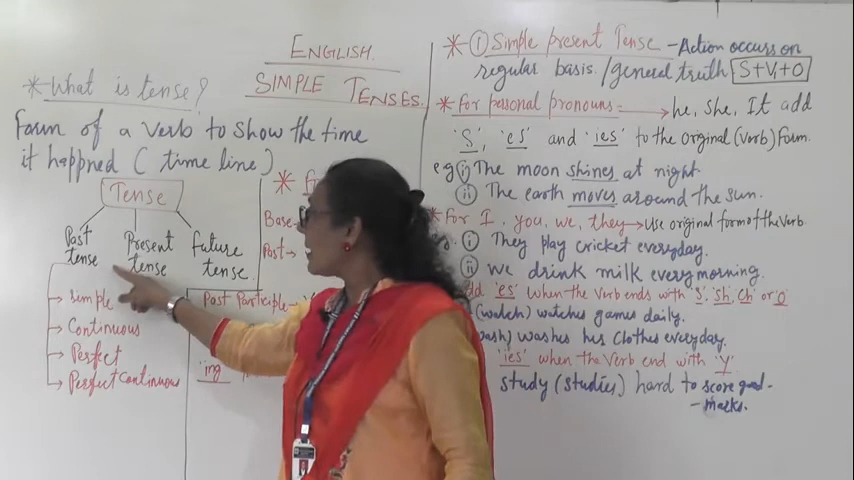 ENGLISH.
SIMPLE TENSES.
* What is tense?
Form of a verb to show the time
it happned ( time line )
Tense
Past tense
Present tense
Future tense.
→ Simple
→ Continuous
→ Perfect
→ Perfect Continuous
*
Base→
Past→
Past Participle→
'ing
* ① Simple present Tense - Action occurs on
regular basis. /general truth S+V₁+O
* For personal pronouns → he, she, It add
'S', 'es' and 'ies' to the original (verb) form.
eg ⓘ The moon shines at night.
ⓘⓘ The earth moves around the sun.
* For I, you, we, they → Use original form of the verb.
eg. ⓘ They play cricket everyday.
ⓘⓘ We drink milk every morning.
'es' when the verb ends with 'S', 'sh', 'ch' or 'o'
(watch) watches games daily.
washes her clothes everyday.
'ies' when the verb end with 'y'
study (studies) hard to score good-
- marks.